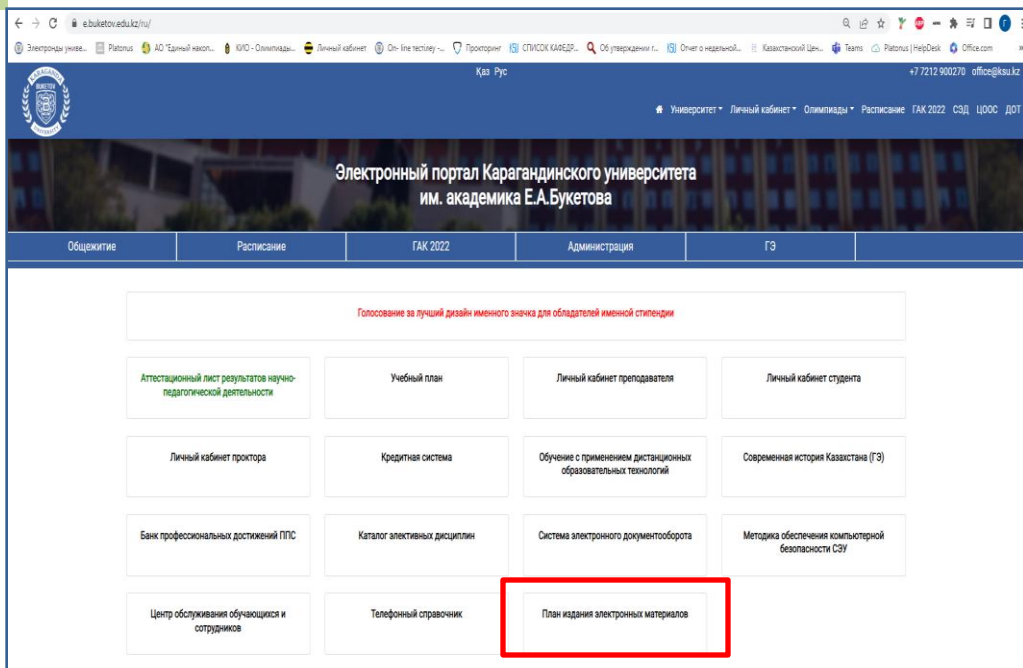 e.buketov.edu.kz/ru/
Электронды униве... Platonus АО "Единый накоп... КИО - Олимпиады... Личный кабинет On- line тестілеу -... Прокторинг СПИСОК КАФЕДР... Об утверждении г... Отчет о недельной... Казахстанский Цен... Teams Platonus | HelpDesk Office.com
Қаз Рус
+7 7212 900270 office@ksu.kz
KARAGANDA
BUKETOV
UNIVERSITY
Университет Личный кабинет Олимпиады Расписание ГАК 2022 СЭД ЦООС ДОТ
Электронный портал Карагандинского университета
им. академика Е.А.Букетова
Общежитие Расписание ГАК 2022 Администрация ГЭ
Голосование за лучший дизайн именного значка для обладателей именной стипендии
Аттестационный лист результатов научно-
педагогической деятельности
Учебный план
Личный кабинет преподавателя
Личный кабинет студента
Личный кабинет проктора
Кредитная система
Обучение с применением дистанционных
образовательных технологий
Современная история Казахстана (ГЭ)
Банк профессиональных достижений ППС
Каталог элективных дисциплин
Система электронного документооборота
Методика обеспечения компьютерной
безопасности СЭУ
Центр обслуживания обучающихся и
сотрудников
Телефонный справочник
План издания электронных материалов